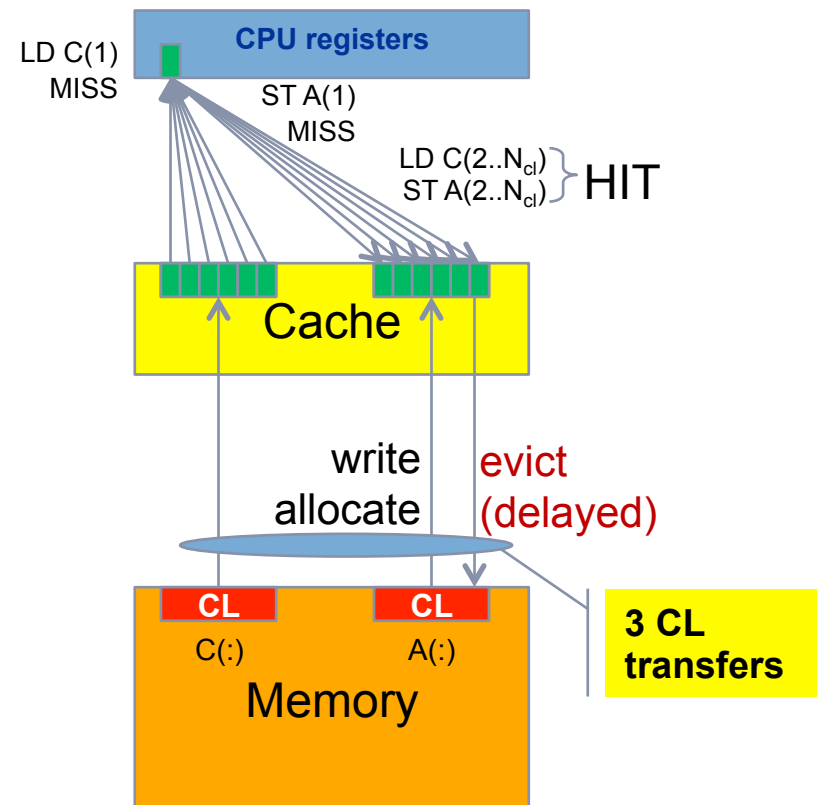 CPU registers
LD C(1)
MISS
ST A(1)
MISS
LD C(2..Ncl)
ST A(2..Ncl)
HIT
Cache
write
allocate
evict
(delayed)
CL
CL
C(:)
A(:)
3 CL
transfers
Memory